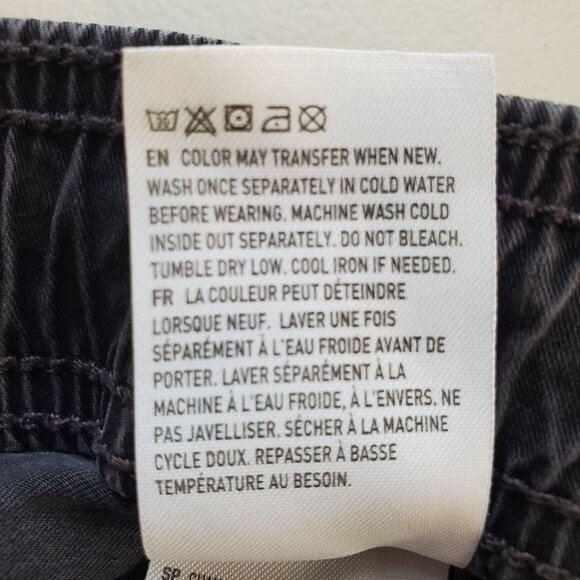 EN COLOR MAY TRANSFER WHEN NEW.
WASH ONCE SEPARATELY IN COLD WATER
BEFORE WEARING. MACHINE WASH COLD
INSIDE OUT SEPARATELY. DO NOT BLEACH.
TUMBLE DRY LOW. COOL IRON IF NEEDED.
FR LA COULEUR PEUT DÉTEINDRE
LORSQUE NEUF. LAVER UNE FOIS
SÉPARÉMENT À L'EAU FROIDE AVANT DE
PORTER. LAVER SÉPARÉMENT À LA
MACHINE À L'EAU FROIDE, À L'ENVERS. NE
PAS JAVELLISER. SÉCHER À LA MACHINE
CYCLE DOUX. REPASSER À BASSE
TEMPÉRATURE AU BESOIN.
SP